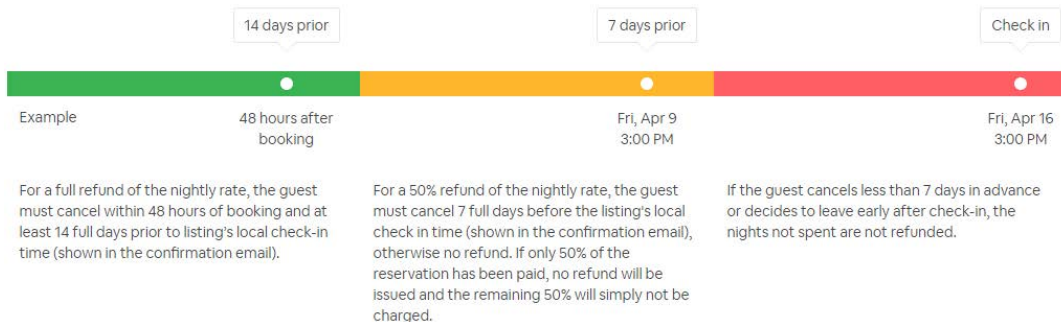 14 days prior
7 days prior
Check in
Example
48 hours after
booking
Fri, Apr 9
3:00 PM
Fri, Apr 16
3:00 PM
For a full refund of the nightly rate, the guest
must cancel within 48 hours of booking and at
least 14 full days prior to listing's local check-in
time (shown in the confirmation email).
For a 50% refund of the nightly rate, the guest
must cancel 7 full days before the listing's local
check in time (shown in the confirmation email),
otherwise no refund. If only 50% of the
reservation has been paid, no refund will be
issued and the remaining 50% will simply not be
charged.
If the guest cancels less than 7 days in advance
or decides to leave early after check-in, the
nights not spent are not refunded.